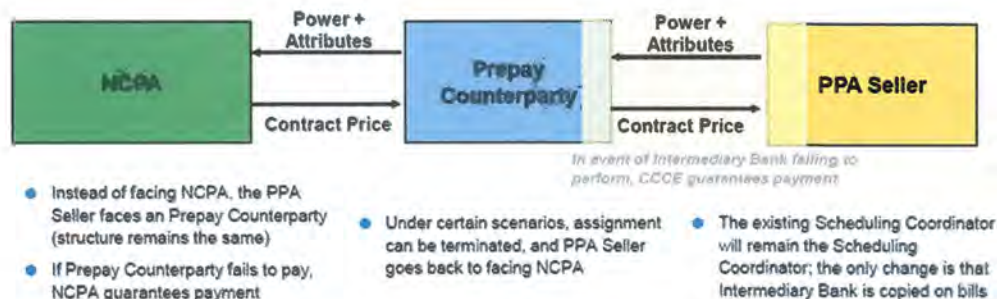 Power +
Attributes
Power +
Attributes
NCPA
Prepay
Counterparty
PPA Seller
Contract Price
Contract Price
In event of Intermediary Bank failing to
perform, CCCE guarantees payment
Instead of facing NCPA, the PPA
Seller faces an Prepay Counterparty
(structure remains the same)
If Prepay Counterparty fails to pay,
NCPA guarantees payment
Under certain scenarios, assignment
can be terminated, and PPA Seller
goes back to facing NCPA
The existing Scheduling Coordinator
will remain the Scheduling
Coordinator; the only change is that
Intermediary Bank is copied on bills